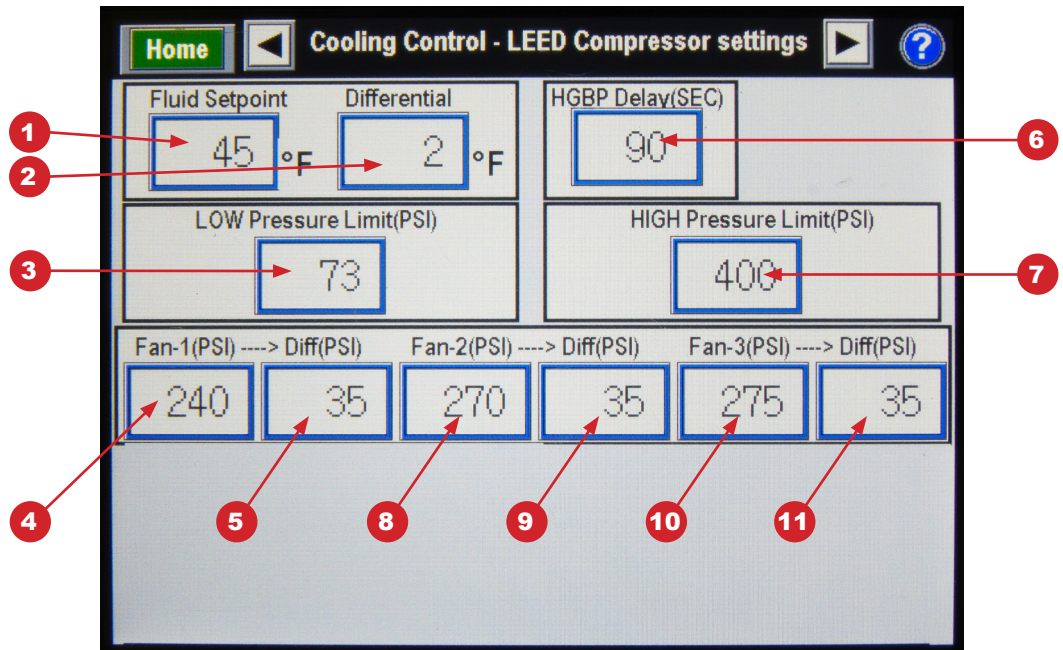 Home
Cooling Control - LEED Compressor settings
?
Fluid Setpoint Differential
HGBP Delay(SEC)
1
45 °F 2 °F
90
6
2
LOW Pressure Limit(PSI)
HIGH Pressure Limit(PSI)
3
73
400
7
Fan-1(PSI) ----> Diff(PSI) Fan-2(PSI) ----> Diff(PSI) Fan-3(PSI) ----> Diff(PSI)
240 35 270 35 275 35
4 5 8 9 10 11